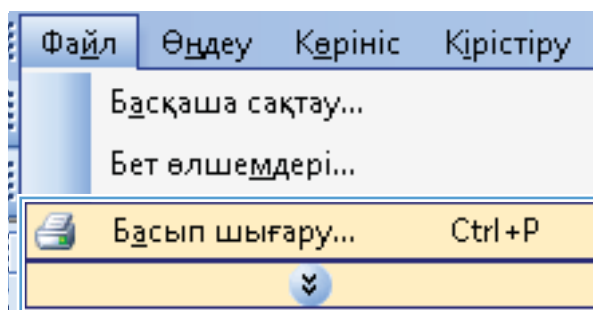 Файл Өңдеу Көрініс Кірістіру
Басқаша сақтау...
Бет өлшемдері...
Басып шығару... Ctrl+P